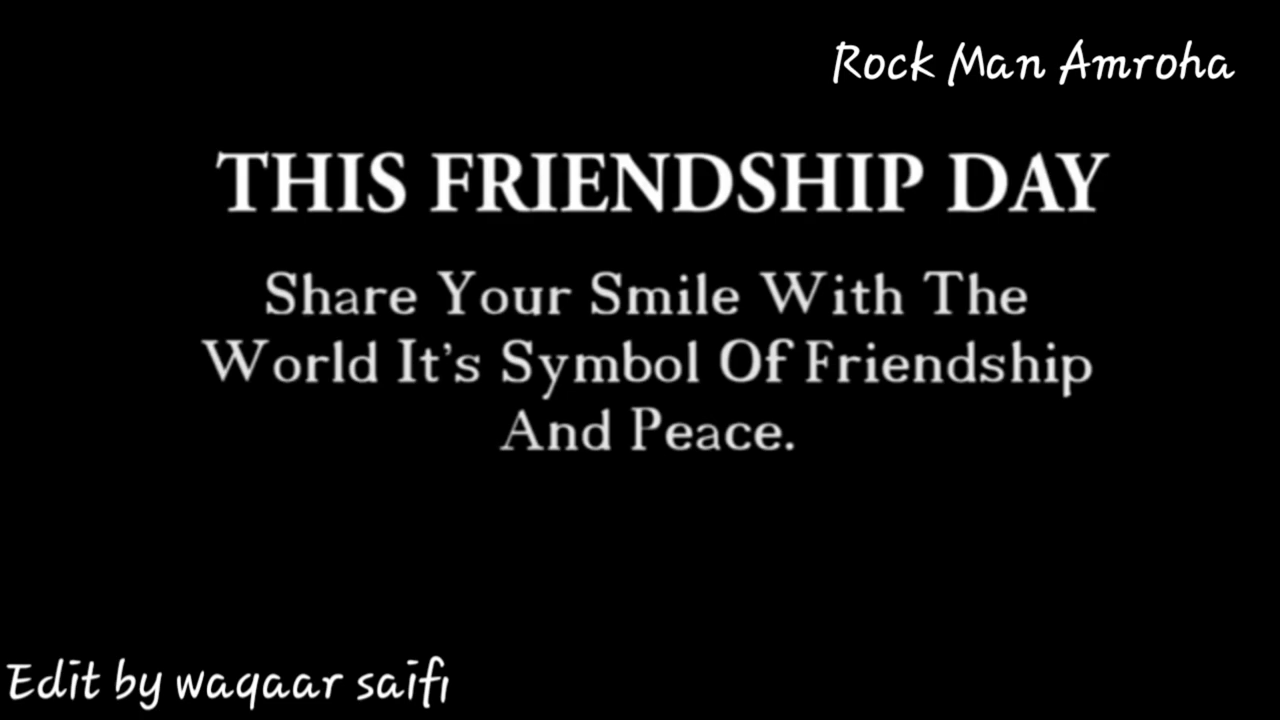 Rock Man Amroha
THIS FRIENDSHIP DAY
Share Your Smile With The
World It's Symbol Of Friendship
And Peace.
Edit by waqaar saifi